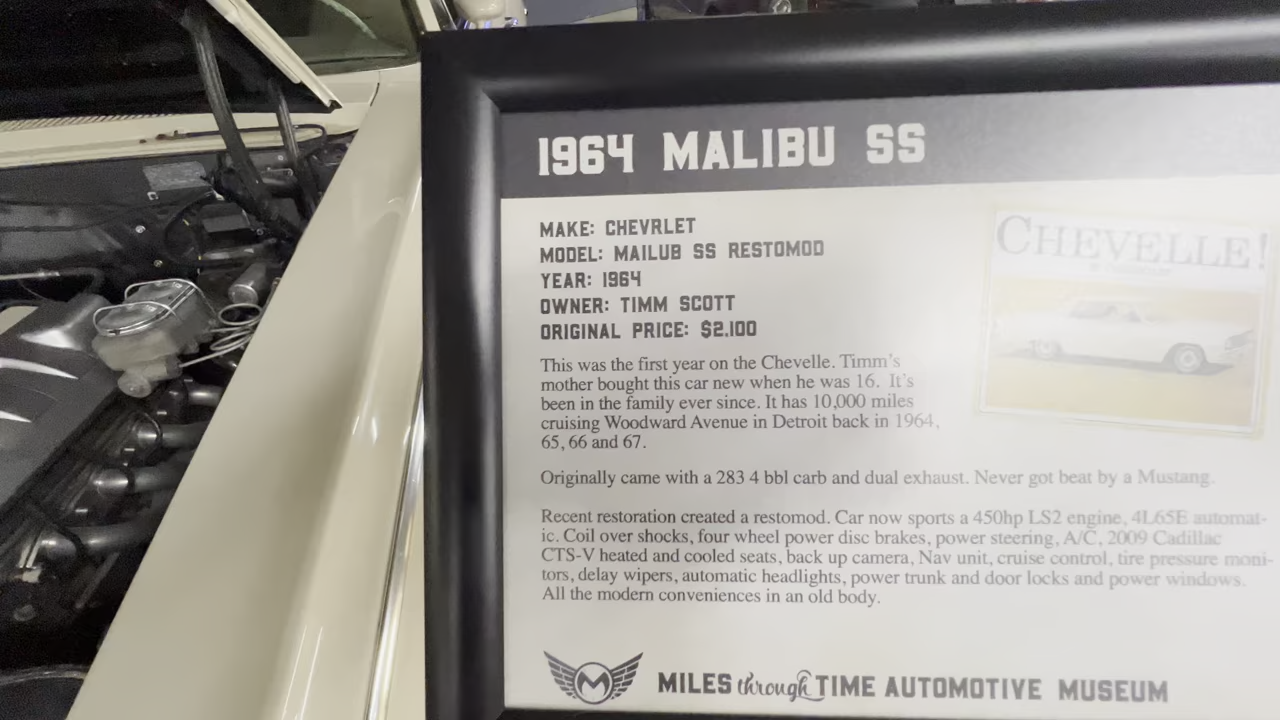 1964 MALIBU SS
MAKE: CHEVRLET
MODEL: MAILUB SS RESTOMOD
YEAR: 1964
OWNER: TIMM SCOTT
ORIGINAL PRICE: $2.100
CHEVELLE!
This was the first year on the Chevelle. Timm's
mother bought this car new when he was 16. It's
been in the family ever since. It has 10,000 miles
cruising Woodward Avenue in Detroit back in 1964,
65, 66 and 67.
Originally came with a 283 4 bbl carb and dual exhaust. Never got beat by a Mustang.
Recent restoration created a restomod. Car now sports a 450hp LS2 engine, 4L65E automat-
ic. Coil over shocks, four wheel power disc brakes, power steering, A/C, 2009 Cadillac
CTS-V heated and cooled seats, back up camera, Nav unit, cruise control, tire pressure moni-
tors, delay wipers, automatic headlights, power trunk and door locks and power windows.
All the modern conveniences in an old body.
M MILES through TIME AUTOMOTIVE MUSEUM